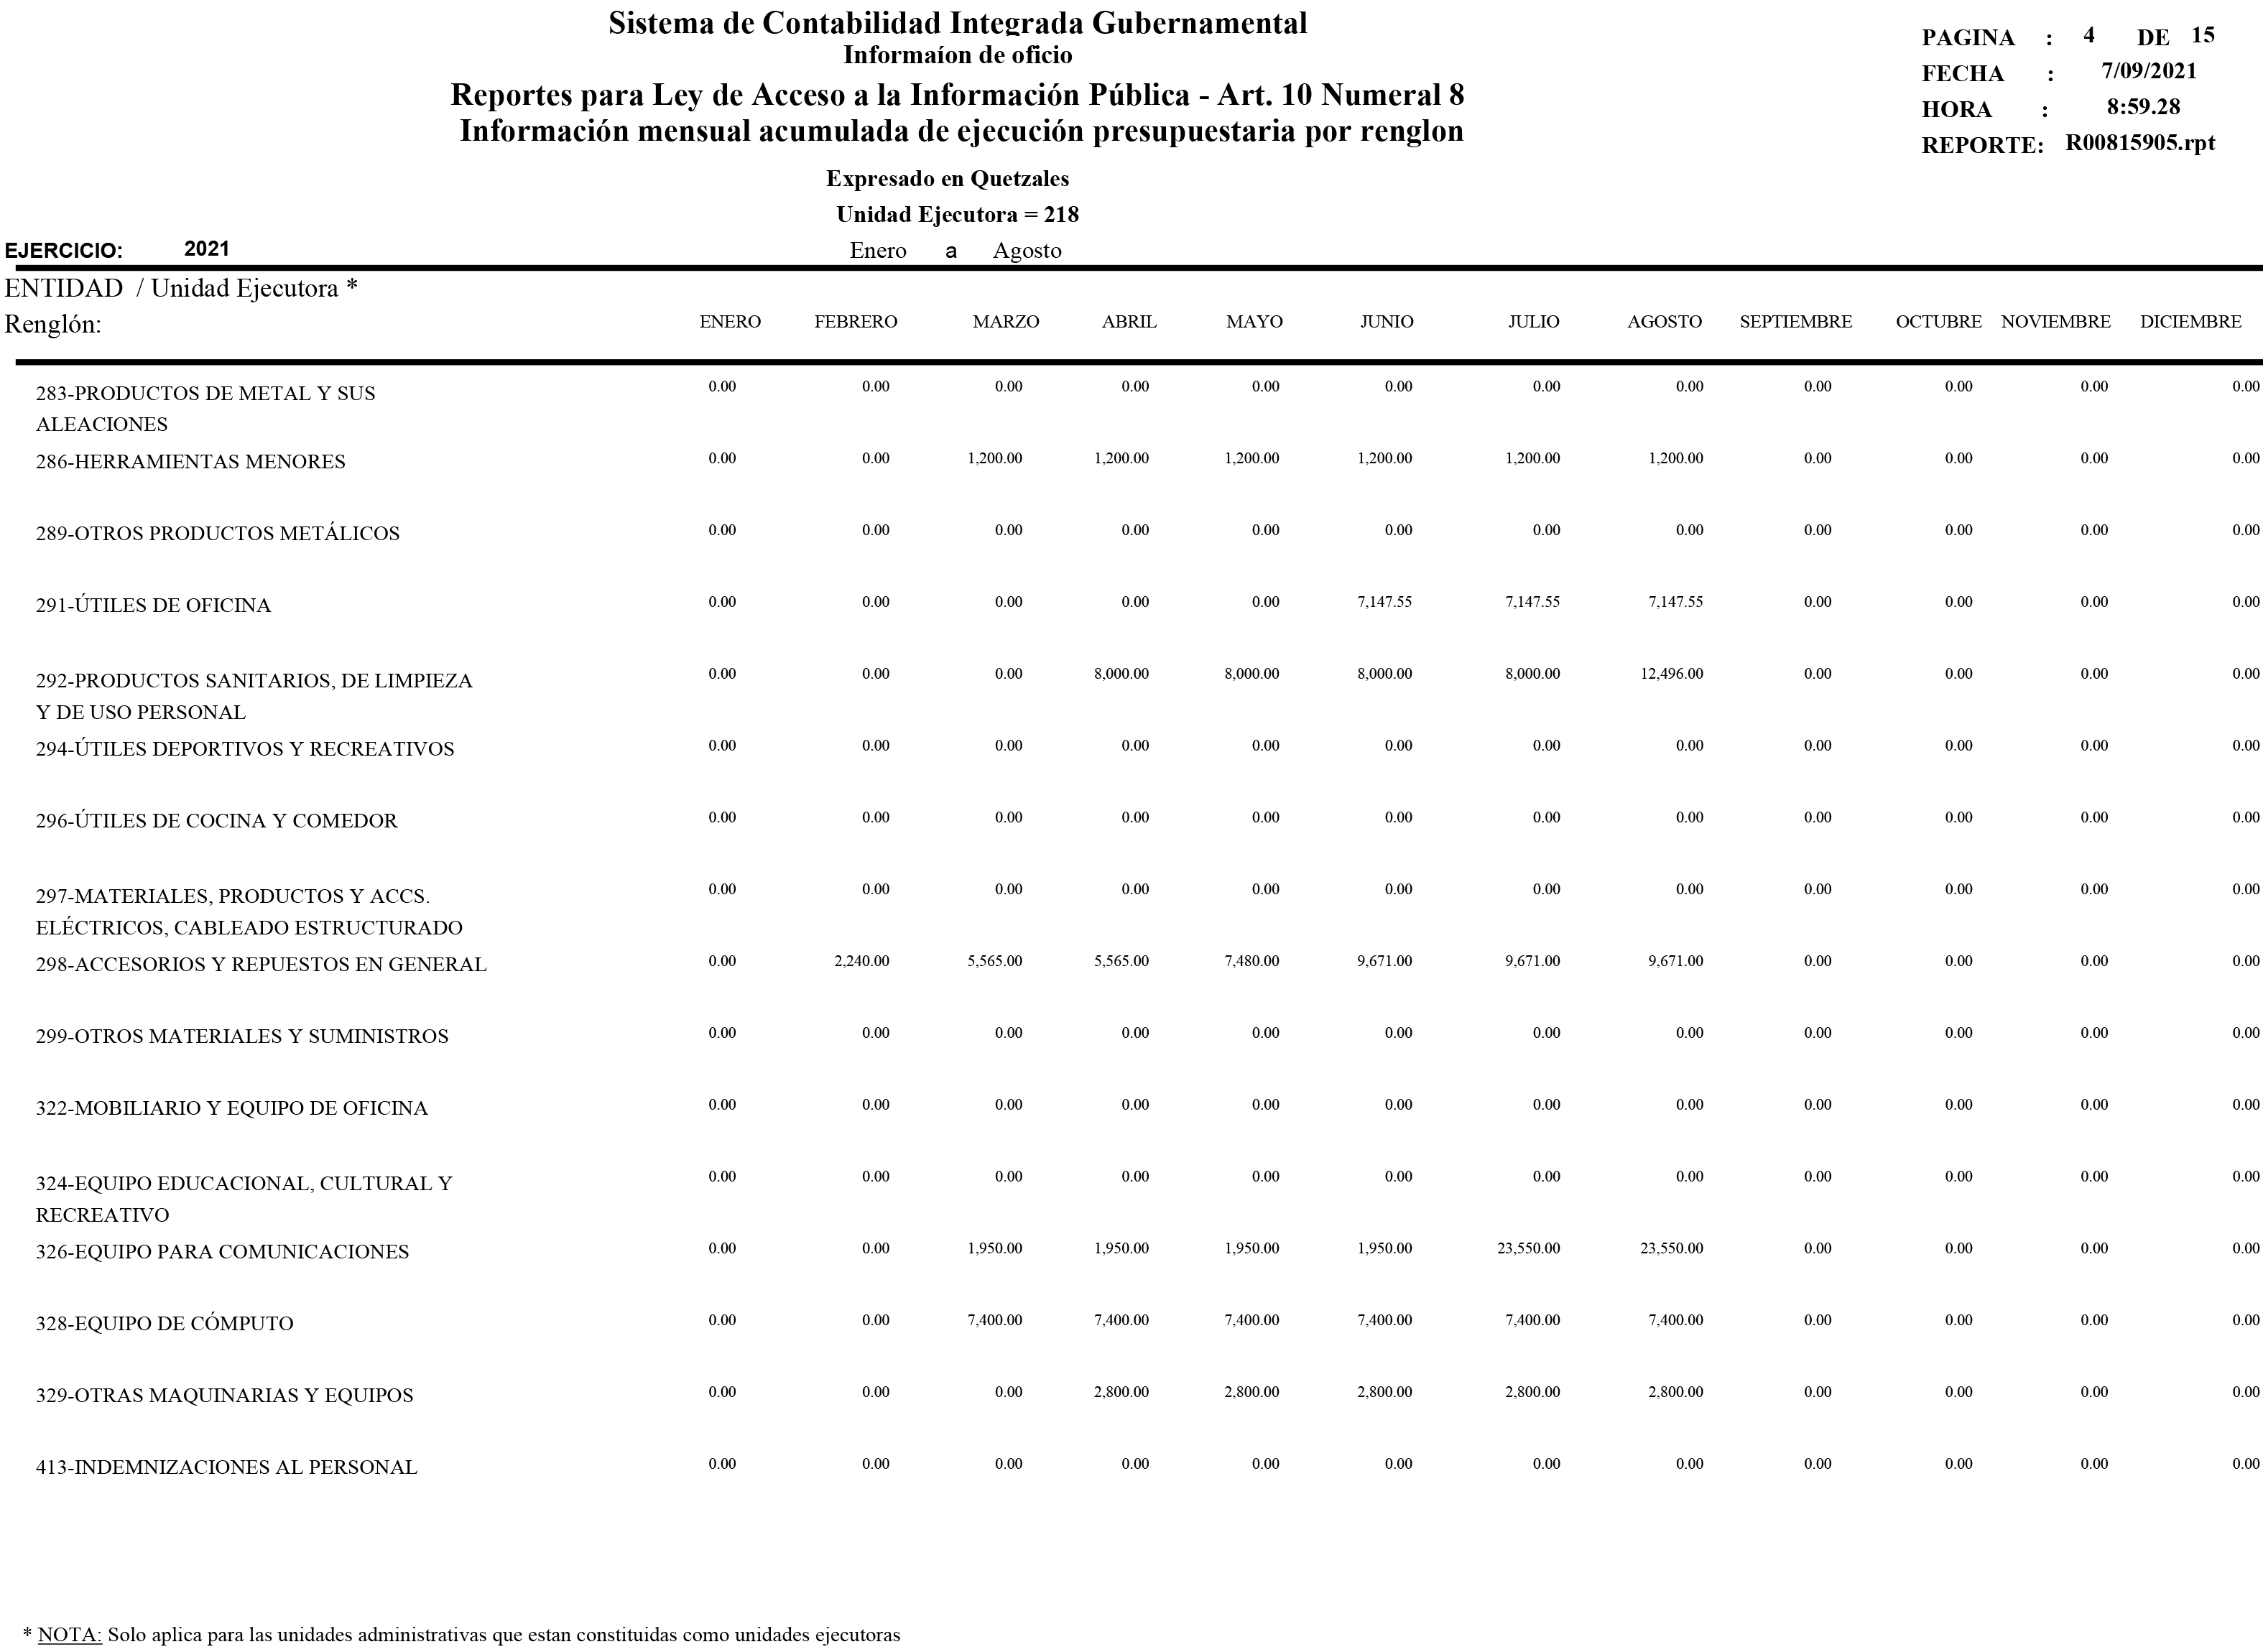 Sistema de Contabilidad Integrada Gubernamental
Informaíon de oficio
Reportes para Ley de Acceso a la Información Pública - Art. 10 Numeral 8
Información mensual acumulada de ejecución presupuestaria por renglon
PAGINA : 4 DE 15
FECHA : 7/09/2021
HORA : 8:59.28
REPORTE: R00815905.rpt
Expresado en Quetzales
Unidad Ejecutora = 218
EJERCICIO: 2021 Enero a Agosto
ENTIDAD / Unidad Ejecutora *
Renglón: ENERO FEBRERO MARZO ABRIL MAYO JUNIO JULIO AGOSTO SEPTIEMBRE OCTUBRE NOVIEMBRE DICIEMBRE
283-PRODUCTOS DE METAL Y SUS 0.00 0.00 0.00 0.00 0.00 0.00 0.00 0.00 0.00 0.00 0.00 0.00
ALEACIONES
286-HERRAMIENTAS MENORES 0.00 0.00 1,200.00 1,200.00 1,200.00 1,200.00 1,200.00 1,200.00 0.00 0.00 0.00 0.00
289-OTROS PRODUCTOS METÁLICOS 0.00 0.00 0.00 0.00 0.00 0.00 0.00 0.00 0.00 0.00 0.00 0.00
291-ÚTILES DE OFICINA 0.00 0.00 0.00 0.00 0.00 7,147.55 7,147.55 7,147.55 0.00 0.00 0.00 0.00
292-PRODUCTOS SANITARIOS, DE LIMPIEZA 0.00 0.00 0.00 8,000.00 8,000.00 8,000.00 8,000.00 12,496.00 0.00 0.00 0.00 0.00
Y DE USO PERSONAL
294-ÚTILES DEPORTIVOS Y RECREATIVOS 0.00 0.00 0.00 0.00 0.00 0.00 0.00 0.00 0.00 0.00 0.00 0.00
296-ÚTILES DE COCINA Y COMEDOR 0.00 0.00 0.00 0.00 0.00 0.00 0.00 0.00 0.00 0.00 0.00 0.00
297-MATERIALES, PRODUCTOS Y ACCS. 0.00 0.00 0.00 0.00 0.00 0.00 0.00 0.00 0.00 0.00 0.00 0.00
ELÉCTRICOS, CABLEADO ESTRUCTURADO
298-ACCESORIOS Y REPUESTOS EN GENERAL 0.00 2,240.00 5,565.00 5,565.00 7,480.00 9,671.00 9,671.00 9,671.00 0.00 0.00 0.00 0.00
299-OTROS MATERIALES Y SUMINISTROS 0.00 0.00 0.00 0.00 0.00 0.00 0.00 0.00 0.00 0.00 0.00 0.00
322-MOBILIARIO Y EQUIPO DE OFICINA 0.00 0.00 0.00 0.00 0.00 0.00 0.00 0.00 0.00 0.00 0.00 0.00
324-EQUIPO EDUCACIONAL, CULTURAL Y 0.00 0.00 0.00 0.00 0.00 0.00 0.00 0.00 0.00 0.00 0.00 0.00
RECREATIVO
326-EQUIPO PARA COMUNICACIONES 0.00 0.00 1,950.00 1,950.00 1,950.00 1,950.00 23,550.00 23,550.00 0.00 0.00 0.00 0.00
328-EQUIPO DE CÓMPUTO 0.00 0.00 7,400.00 7,400.00 7,400.00 7,400.00 7,400.00 7,400.00 0.00 0.00 0.00 0.00
329-OTRAS MAQUINARIAS Y EQUIPOS 0.00 0.00 0.00 2,800.00 2,800.00 2,800.00 2,800.00 2,800.00 0.00 0.00 0.00 0.00
413-INDEMNIZACIONES AL PERSONAL 0.00 0.00 0.00 0.00 0.00 0.00 0.00 0.00 0.00 0.00 0.00 0.00
* NOTA: Solo aplica para las unidades administrativas que estan constituidas como unidades ejecutoras